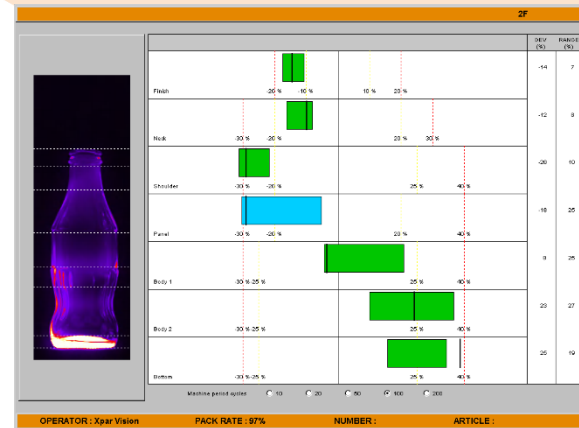 2F
DEV (%) RANGE (%)
Finish -20 % -10 % 10 % 20 % -14 7
Neck -30 % -20 % 20 % 30 % -12 8
Shoulder -30 % -20 % 25 % 40 % -20 10
Panel -30 % -20 % 20 % 40 % -18 25
Body 1 -30 % -25 % 25 % 40 % 9 25
Body 2 -30 % -25 % 25 % 40 % 23 27
Bottom -30 % -25 % 25 % 40 % 25 19
Machine period cycles 10 20 50 100 200
OPERATOR : Xpar Vision PACK RATE : 97% NUMBER : ARTICLE :